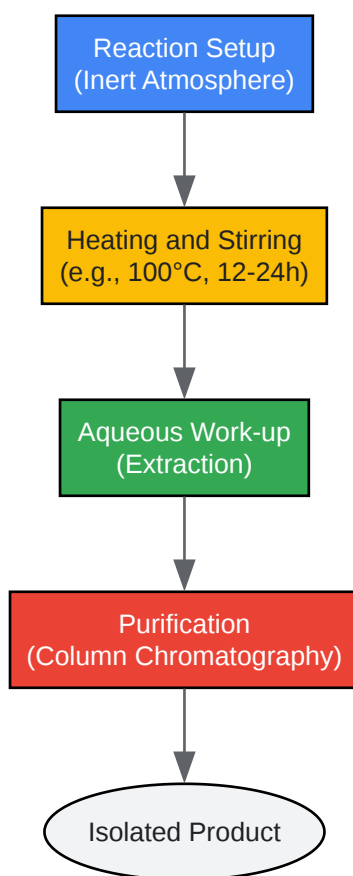 Reaction Setup
(Inert Atmosphere)
Heating and Stirring
(e.g., 100°C, 12-24h)
Aqueous Work-up
(Extraction)
Purification
(Column Chromatography)
Isolated Product